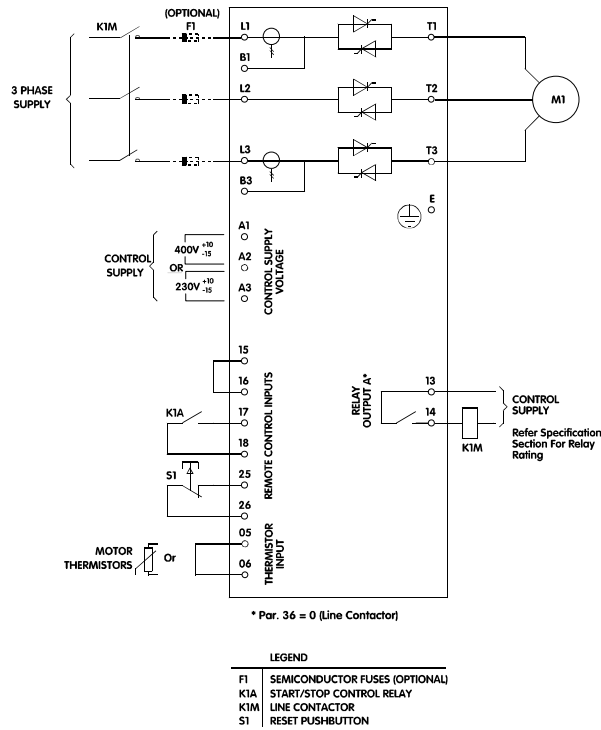 (OPTIONAL)
K1M
F1
L1
T1
B1
3 PHASE
SUPPLY
L2
T2
M1
L3
T3
B3
E
A1
400V +10 -15
CONTROL
SUPPLY
OR
A2
230V +10 -15
A3
CONTROL SUPPLY
VOLTAGE
15
16
K1A
17
18
REMOTE CONTROL INPUTS
S1
25
26
RELAY
OUTPUT A*
13
14
K1M
CONTROL
SUPPLY
Refer Specification
Section For Relay
Rating
MOTOR
THERMISTORS
Or
05
06
THERMISTOR
INPUT
* Par. 36 = 0 (Line Contactor)
LEGEND
F1 SEMICONDUCTOR FUSES (OPTIONAL)
K1A START/STOP CONTROL RELAY
K1M LINE CONTACTOR
S1 RESET PUSHBUTTON